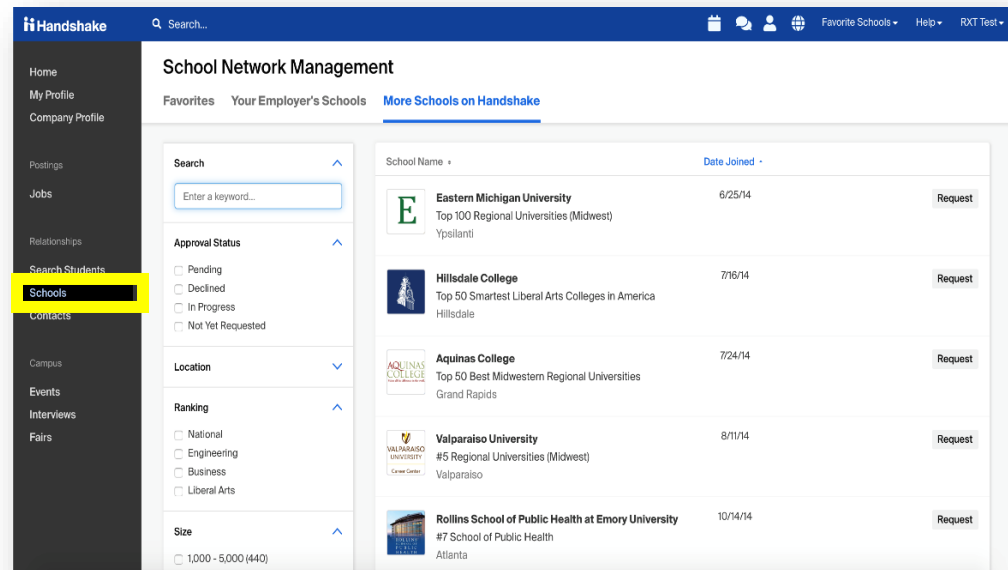 Handshake
Search...
Favorite Schools
Help
RXT Test
Home
My Profile
Company Profile
Postings
Jobs
Relationships
Search Students
Schools
Contacts
Campus
Events
Interviews
Fairs
School Network Management
Favorites Your Employer's Schools More Schools on Handshake
Search
Enter a keyword...
Approval Status
Pending
Declined
In Progress
Not Yet Requested
Location
Ranking
National
Engineering
Business
Liberal Arts
Size
1,000 - 5,000 (440)
School Name Date Joined
E
Eastern Michigan University 6/25/14 Request
Top 100 Regional Universities (Midwest)
Ypsilanti
Hillsdale College 7/16/14 Request
Top 50 Smartest Liberal Arts Colleges in America
Hillsdale
AQUINAS
COLLEGE
Aquinas College 7/24/14 Request
Top 50 Best Midwestern Regional Universities
Grand Rapids
VALPARAISO
UNIVERSITY
Career Center
Valparaiso University 8/11/14 Request
#5 Regional Universities (Midwest)
Valparaiso
ROLLINS
Rollins School of Public Health at Emory University 10/14/14 Request
#7 School of Public Health
Atlanta